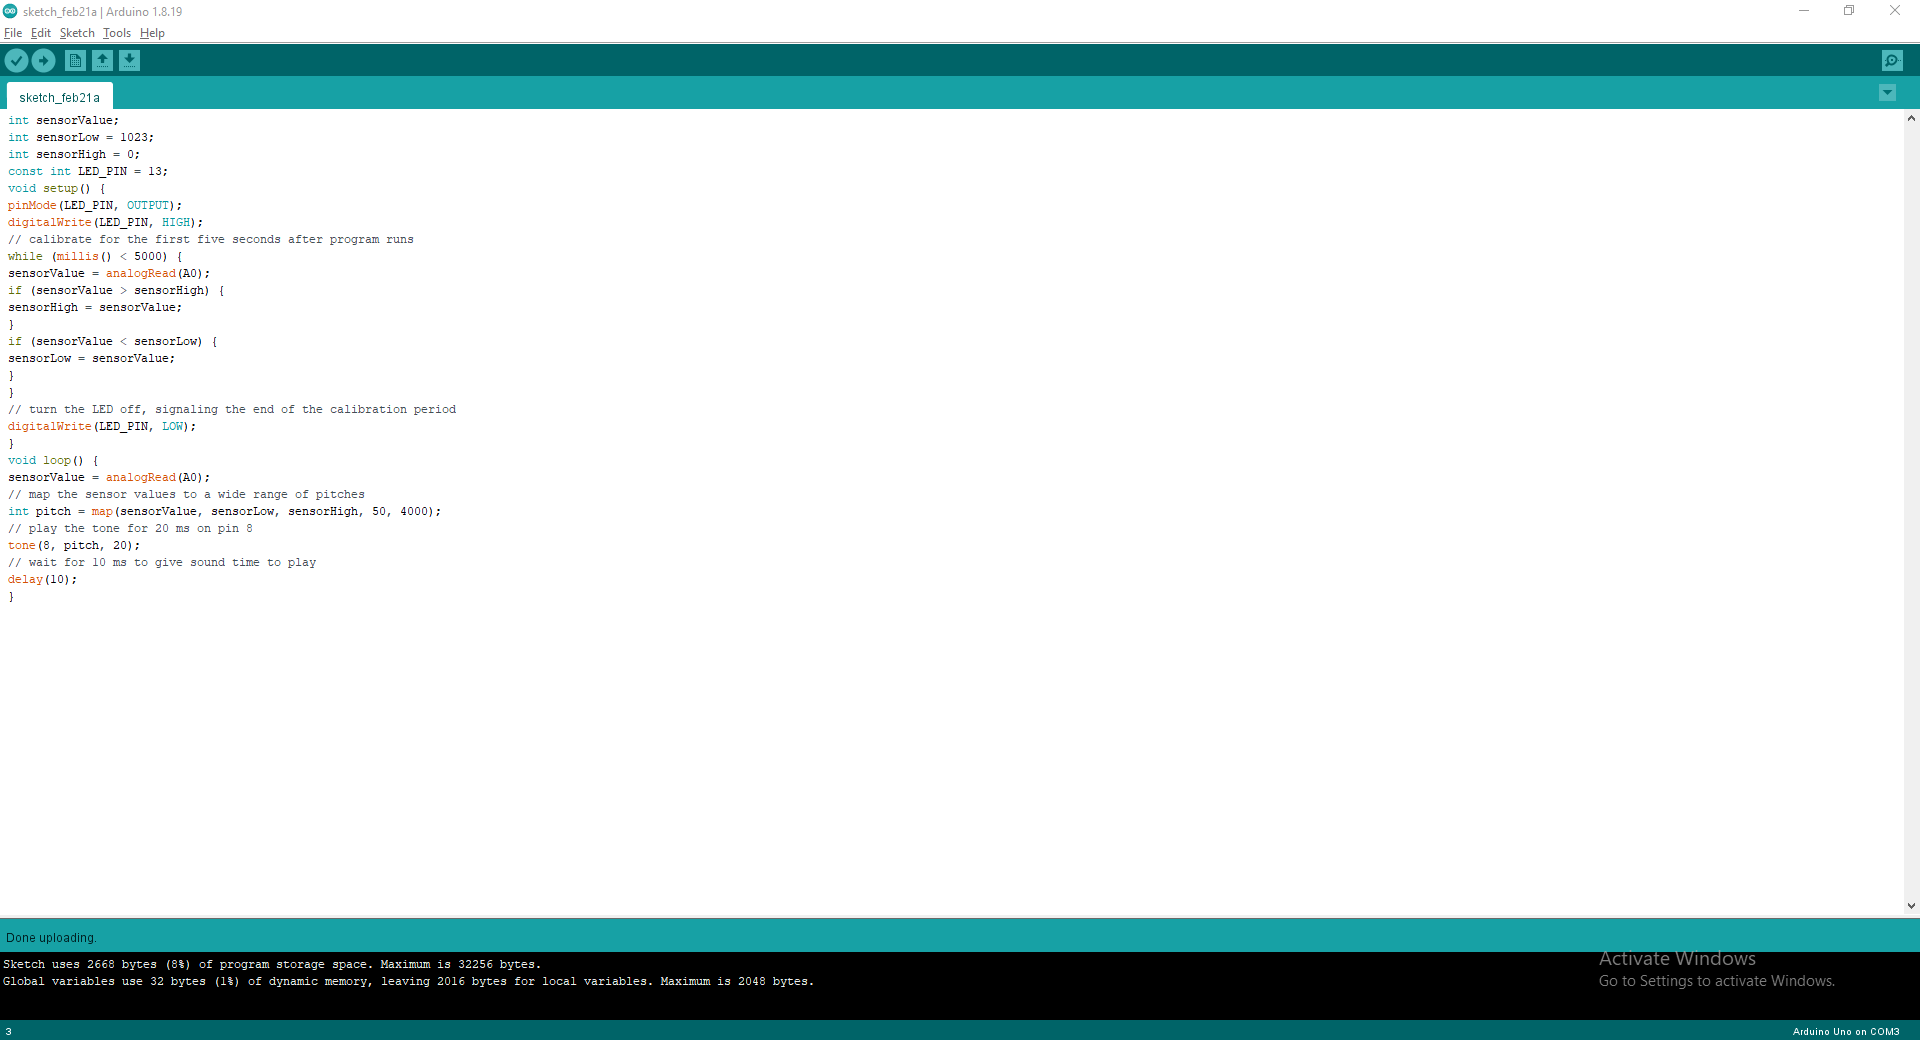 sketch_feb21a | Arduino 1.8.19
File Edit Sketch Tools Help
sketch_feb21a
int sensorValue;
int sensorLow = 1023;
int sensorHigh = 0;
const int LED_PIN = 13;
void setup() {
pinMode(LED_PIN, OUTPUT);
digitalWrite(LED_PIN, HIGH);
// calibrate for the first five seconds after program runs
while (millis() < 5000) {
sensorValue = analogRead(A0);
if (sensorValue > sensorHigh) {
sensorHigh = sensorValue;
}
if (sensorValue < sensorLow) {
sensorLow = sensorValue;
}
}
// turn the LED off, signaling the end of the calibration period
digitalWrite(LED_PIN, LOW);
}
void loop() {
sensorValue = analogRead(A0);
// map the sensor values to a wide range of pitches
int pitch = map(sensorValue, sensorLow, sensorHigh, 50, 4000);
// play the tone for 20 ms on pin 8
tone(8, pitch, 20);
// wait for 10 ms to give sound time to play
delay(10);
}
Done uploading.
Sketch uses 2668 bytes (8%) of program storage space. Maximum is 32256 bytes.
Global variables use 32 bytes (1%) of dynamic memory, leaving 2016 bytes for local variables. Maximum is 2048 bytes.
Activate Windows
Go to Settings to activate Windows.
3
Arduino Uno on COM3